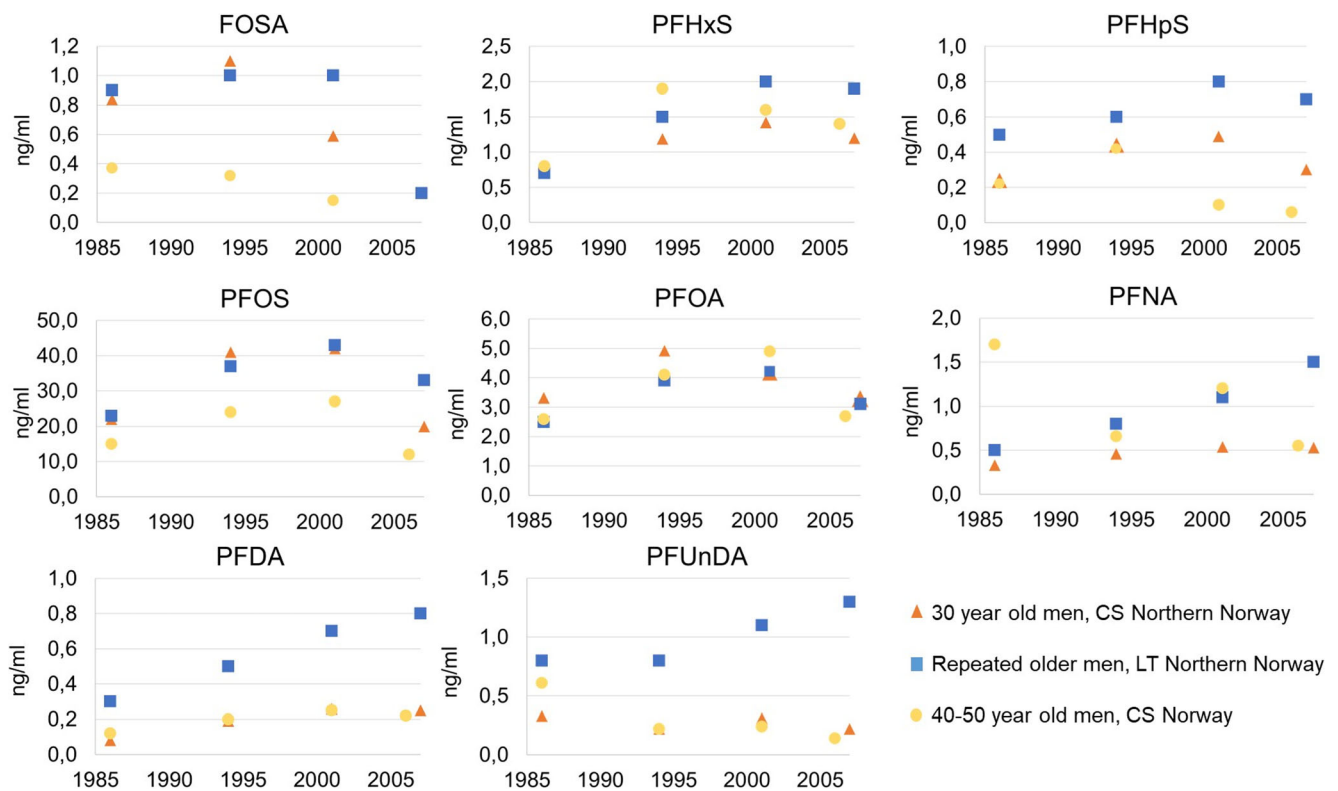 FOSA
1,2
1,0
0,8
0,6
0,4
0,2
0,0
ng/ml
1985 1990 1995 2000 2005
PFHxS
2,5
2,0
1,5
1,0
0,5
0,0
ng/ml
1985 1990 1995 2000 2005
PFHpS
1,0
0,8
0,6
0,4
0,2
0,0
ng/ml
1985 1990 1995 2000 2005
PFOS
50,0
40,0
30,0
20,0
10,0
0,0
ng/ml
1985 1990 1995 2000 2005
PFOA
6,0
5,0
4,0
3,0
2,0
1,0
0,0
ng/ml
1985 1990 1995 2000 2005
PFNA
2,0
1,5
1,0
0,5
0,0
ng/ml
1985 1990 1995 2000 2005
PFDA
1,0
0,8
0,6
0,4
0,2
0,0
ng/ml
1985 1990 1995 2000 2005
PFUnDA
1,5
1,0
0,5
0,0
ng/ml
1985 1990 1995 2000 2005
30 year old men, CS Northern Norway
Repeated older men, LT Northern Norway
40-50 year old men, CS Norway